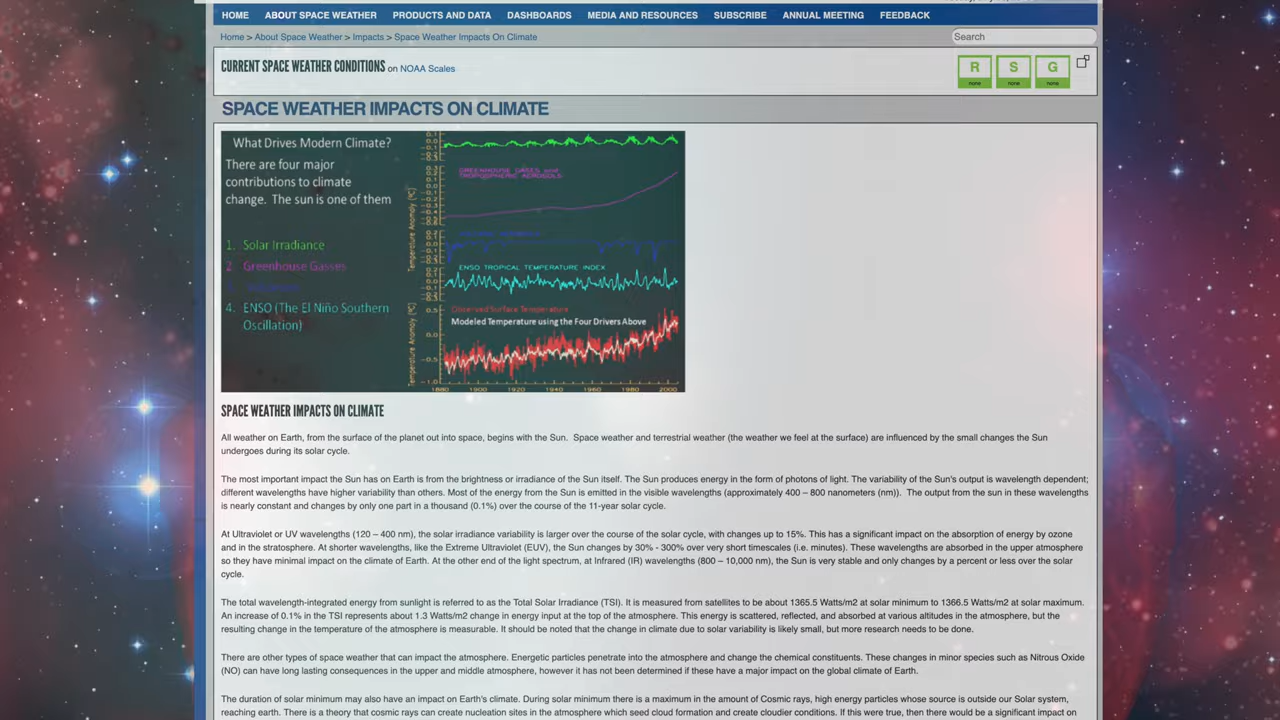 HOME ABOUT SPACE WEATHER PRODUCTS AND DATA DASHBOARDS MEDIA AND RESOURCES SUBSCRIBE ANNUAL MEETING FEEDBACK
Home > About Space Weather > Impacts > Space Weather Impacts On Climate
Search
CURRENT SPACE WEATHER CONDITIONS on NOAA Scales
R S G
none none none
SPACE WEATHER IMPACTS ON CLIMATE
What Drives Modern Climate?
There are four major
contributions to climate
change. The sun is one of them
1. Solar Irradiance
2 Greenhouse Gasses
4. ENSO (The El Niño Southern
Oscillation)
GREENHOUSE GASES and
TROPOSPHERIC AEROSOLS
ENSO TROPICAL TEMPERATURE INDEX
Observed Surface Temperature
Modeled Temperature using the Four Drivers Above
Temperature Anomaly (°C)
Temperature Anomaly (°C)
1880 1900 1920 1940 1960 1980 2000
SPACE WEATHER IMPACTS ON CLIMATE
All weather on Earth, from the surface of the planet out into space, begins with the Sun. Space weather and terrestrial weather (the weather we feel at the surface) are influenced by the small changes the Sun
undergoes during its solar cycle.
The most important impact the Sun has on Earth is from the brightness or irradiance of the Sun itself. The Sun produces energy in the form of photons of light. The variability of the Sun's output is wavelength dependent;
different wavelengths have higher variability than others. Most of the energy from the Sun is emitted in the visible wavelengths (approximately 400 – 800 nanometers (nm)). The output from the sun in these wavelengths
is nearly constant and changes by only one part in a thousand (0.1%) over the course of the 11-year solar cycle.
At Ultraviolet or UV wavelengths (120 – 400 nm), the solar irradiance variability is larger over the course of the solar cycle, with changes up to 15%. This has a significant impact on the absorption of energy by ozone
and in the stratosphere. At shorter wavelengths, like the Extreme Ultraviolet (EUV), the Sun changes by 30% - 300% over very short timescales (i.e. minutes). These wavelengths are absorbed in the upper atmosphere
so they have minimal impact on the climate of Earth. At the other end of the light spectrum, at Infrared (IR) wavelengths (800 – 10,000 nm), the Sun is very stable and only changes by a percent or less over the solar
cycle.
The total wavelength-integrated energy from sunlight is referred to as the Total Solar Irradiance (TSI). It is measured from satellites to be about 1365.5 Watts/m2 at solar minimum to 1366.5 Watts/m2 at solar maximum.
An increase of 0.1% in the TSI represents about 1.3 Watts/m2 change in energy input at the top of the atmosphere. This energy is scattered, reflected, and absorbed at various altitudes in the atmosphere, but the
resulting change in the temperature of the atmosphere is measurable. It should be noted that the change in climate due to solar variability is likely small, but more research needs to be done.
There are other types of space weather that can impact the atmosphere. Energetic particles penetrate into the atmosphere and change the chemical constituents. These changes in minor species such as Nitrous Oxide
(NO) can have long lasting consequences in the upper and middle atmosphere, however it has not been determined if these have a major impact on the global climate of Earth.
The duration of solar minimum may also have an impact on Earth's climate. During solar minimum there is a maximum in the amount of Cosmic rays, high energy particles whose source is outside our Solar system,
reaching earth. There is a theory that cosmic rays can create nucleation sites in the atmosphere which seed cloud formation and create cloudier conditions. If this were true, then there would be a significant impact on